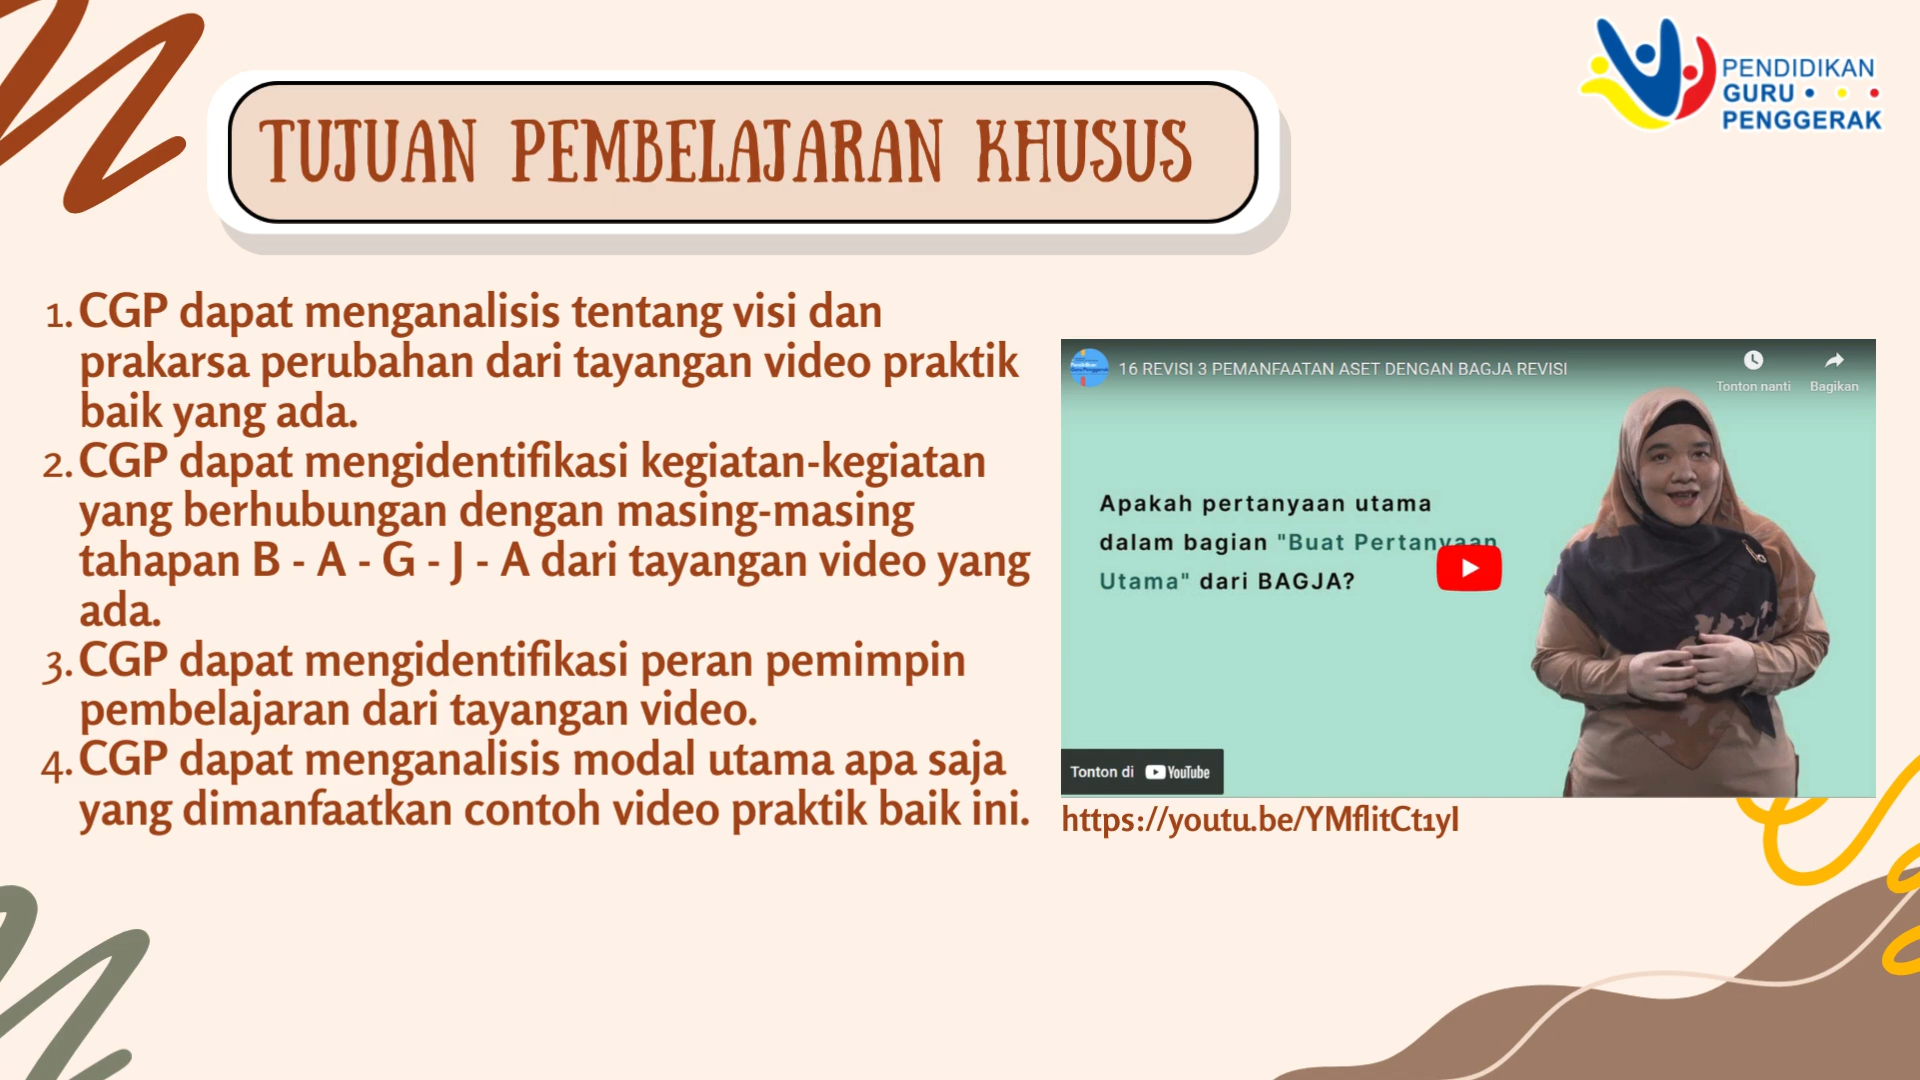 PENDIDIKAN
GURU
PENGGERAK
TUJUAN PEMBELAJARAN KHUSUS
1. CGP dapat menganalisis tentang visi dan
prakarsa perubahan dari tayangan video praktik
baik yang ada.
2. CGP dapat mengidentifikasi kegiatan-kegiatan
yang berhubungan dengan masing-masing
tahapan B - A - G - J - A dari tayangan video yang
ada.
3. CGP dapat mengidentifikasi peran pemimpin
pembelajaran dari tayangan video.
4. CGP dapat menganalisis modal utama apa saja
yang dimanfaatkan contoh video praktik baik ini.
16 REVISI 3 PEMANFAATAN ASET DENGAN BAGJA REVISI
Tonton nanti
Bagikan
Apakah pertanyaan utama
dalam bagian "Buat Pertanyaan
Utama" dari BAGJA?
Tonton di YouTube
https://youtu.be/YMflitCt1yI